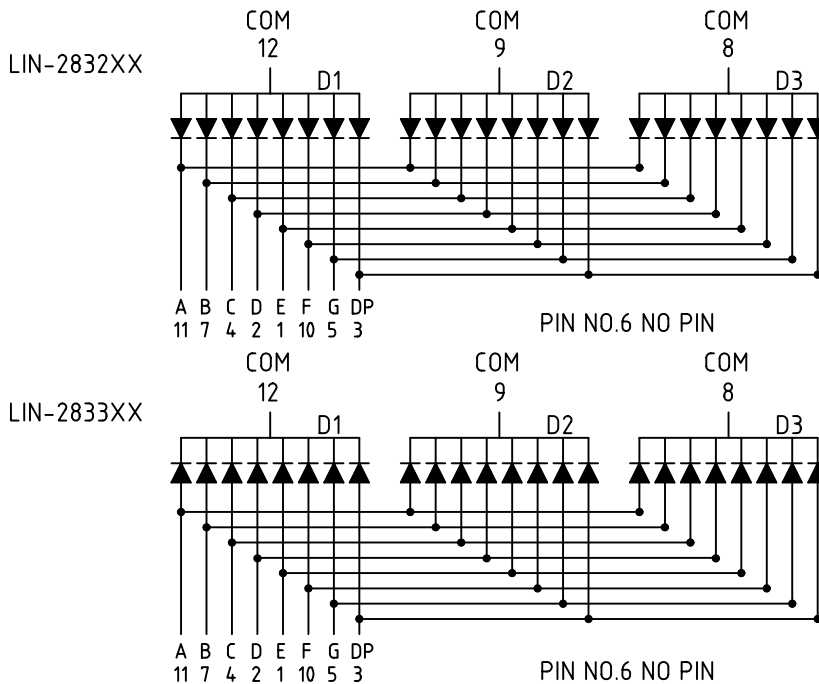 COM COM COM
12 9 8
LIN-2832XX
D1 D2 D3
A B C D E F G DP
11 7 4 2 1 10 5 3
PIN NO.6 NO PIN
COM COM COM
12 9 8
LIN-2833XX
D1 D2 D3
A B C D E F G DP
11 7 4 2 1 10 5 3
PIN NO.6 NO PIN